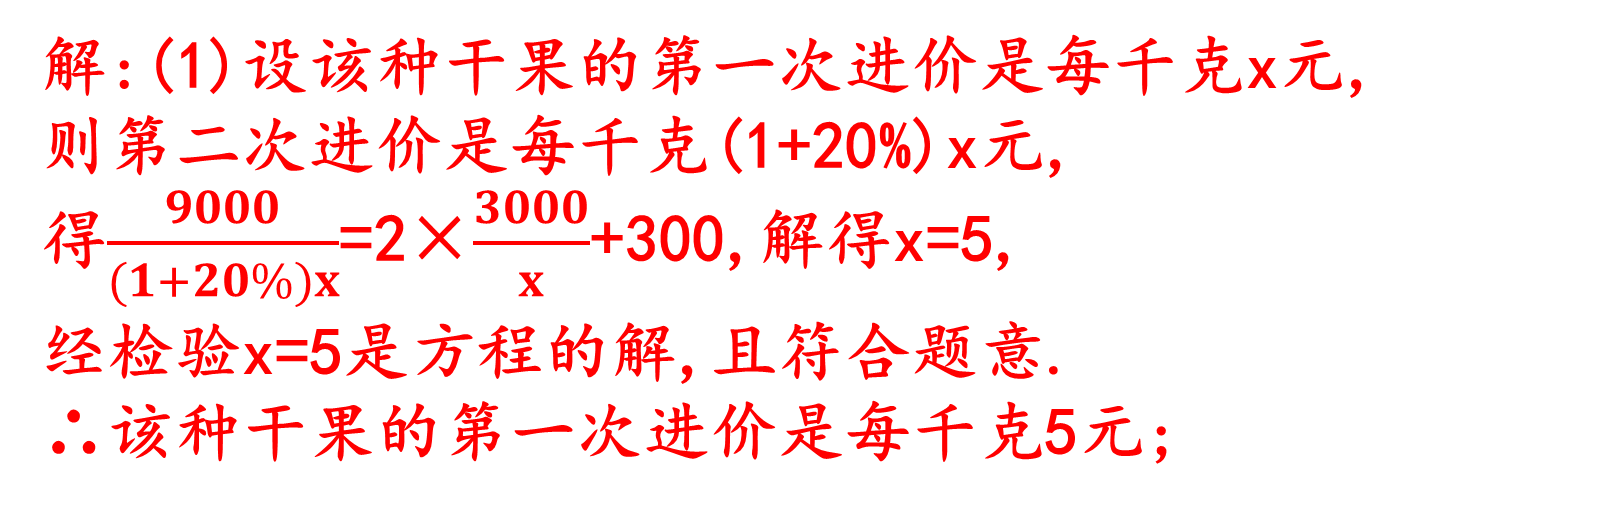 解:(1)设该种干果的第一次进价是每千克x元,
则第二次进价是每千克(1+20%)x元,
得9000/((1+20%)x)=2×3000/x+300,解得x=5,
经检验x=5是方程的解,且符合题意.
∴该种干果的第一次进价是每千克5元;